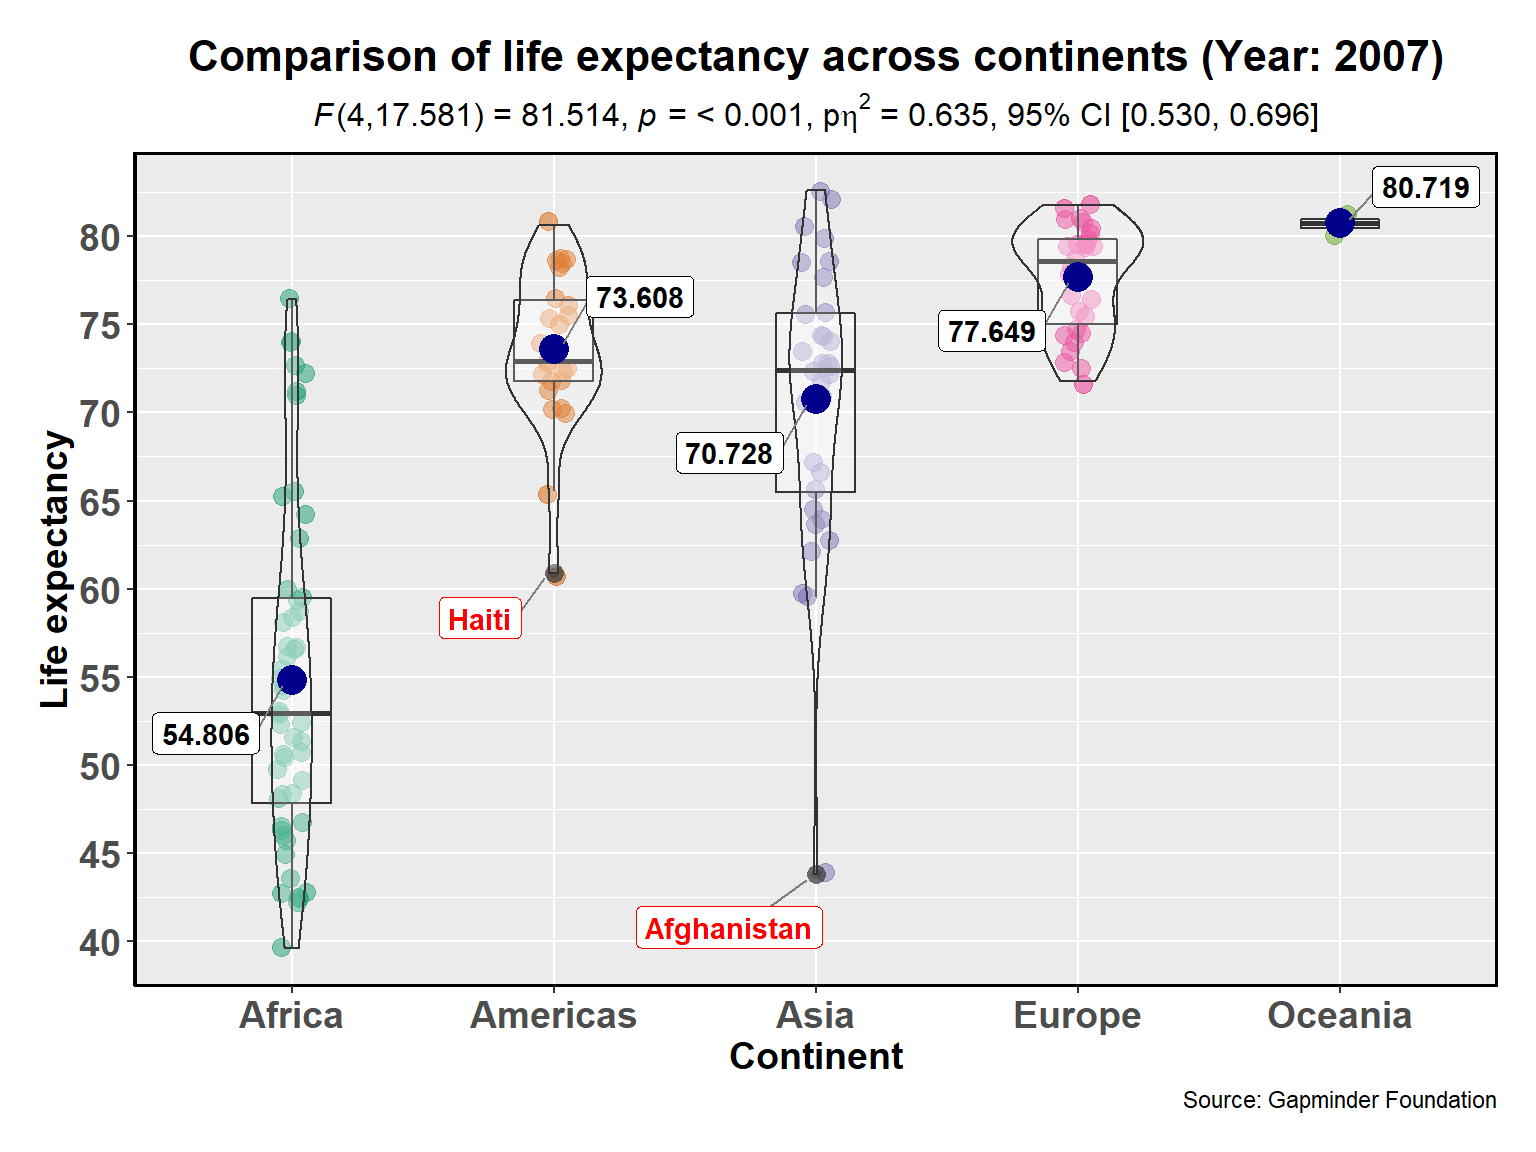 Comparison of life expectancy across continents (Year: 2007)
F(4,17.581) = 81.514, p = < 0.001, pη² = 0.635, 95% CI [0.530, 0.696]
80.719
80
73.608
77.649
75
70
70.728
65
60
Haiti
55
54.806
50
45
Afghanistan
40
Life expectancy
Africa Americas Asia Europe Oceania
Continent
Source: Gapminder Foundation